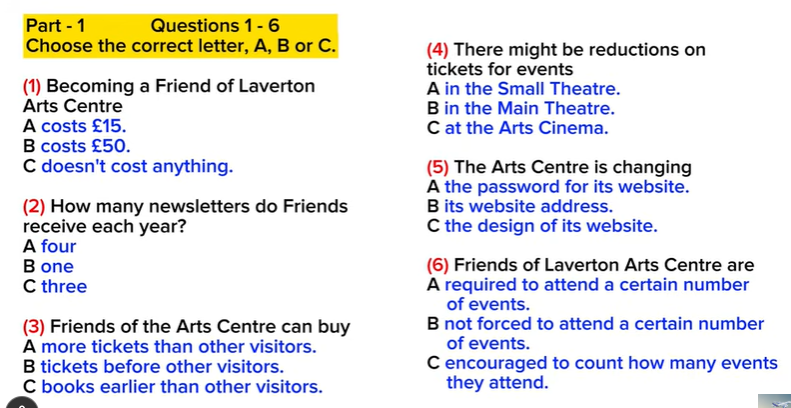 Part - 1 Questions 1 - 6
Choose the correct letter, A, B or C.
(1) Becoming a Friend of Laverton
Arts Centre
A costs £15.
B costs £50.
C doesn't cost anything.
(2) How many newsletters do Friends
receive each year?
A four
B one
C three
(3) Friends of the Arts Centre can buy
A more tickets than other visitors.
B tickets before other visitors.
C books earlier than other visitors.
(4) There might be reductions on
tickets for events
A in the Small Theatre.
B in the Main Theatre.
C at the Arts Cinema.
(5) The Arts Centre is changing
A the password for its website.
B its website address.
C the design of its website.
(6) Friends of Laverton Arts Centre are
A required to attend a certain number
of events.
B not forced to attend a certain number
of events.
C encouraged to count how many events
they attend.